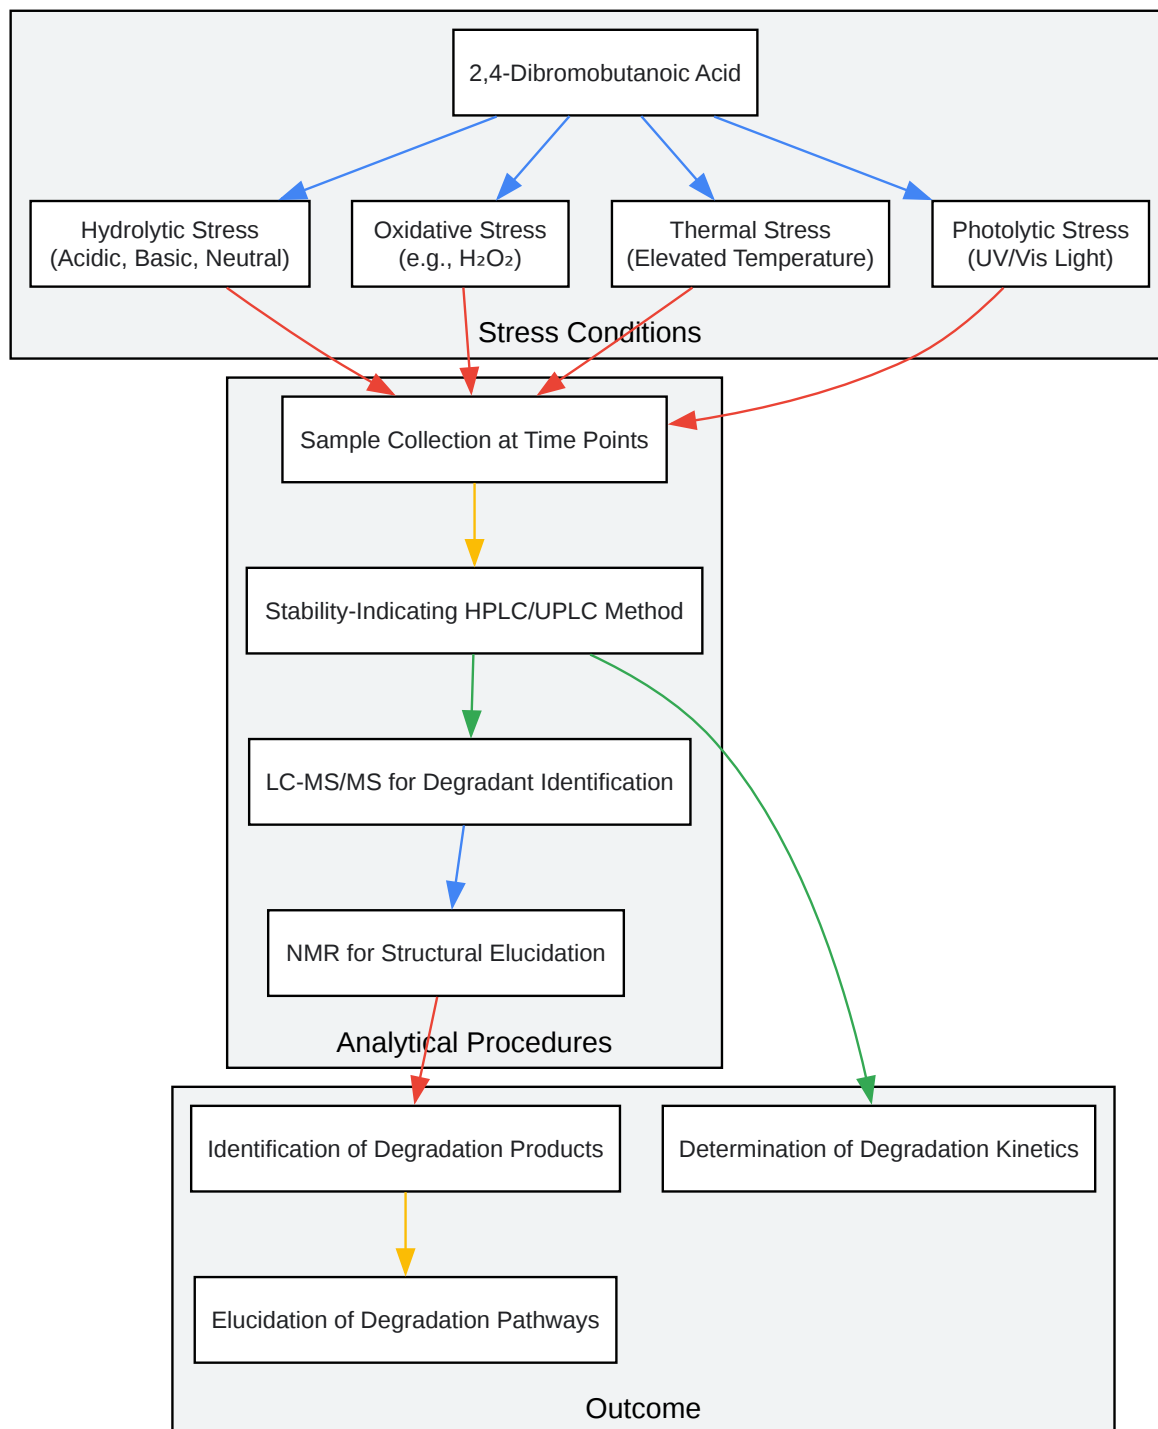 2,4-Dibromobutanoic Acid
Hydrolytic Stress
(Acidic, Basic, Neutral)
Oxidative Stress
(e.g., H₂O₂)
Thermal Stress
(Elevated Temperature)
Photolytic Stress
(UV/Vis Light)
Stress Conditions
Sample Collection at Time Points
Stability-Indicating HPLC/UPLC Method
LC-MS/MS for Degradant Identification
NMR for Structural Elucidation
Analytical Procedures
Identification of Degradation Products
Determination of Degradation Kinetics
Elucidation of Degradation Pathways
Outcome